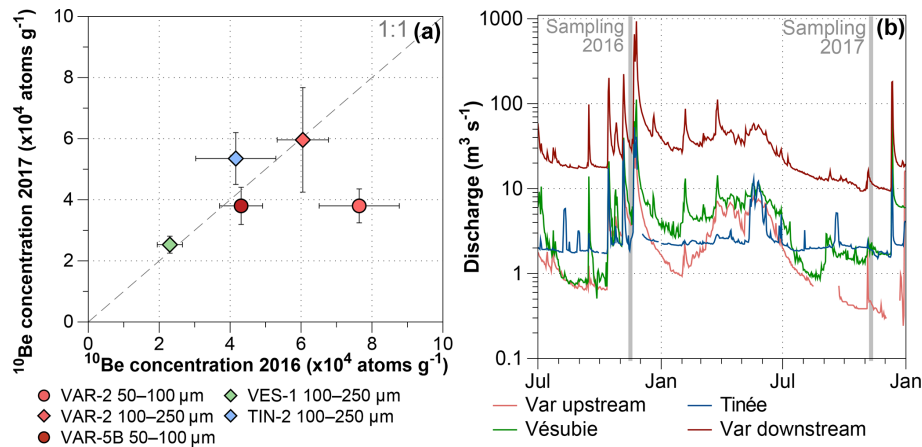 1:1 (a)
10
8
6
4
2
0
0 2 4 6 8 10
¹⁰Be concentration 2017 (x10⁴ atoms g⁻¹)
¹⁰Be concentration 2016 (x10⁴ atoms g⁻¹)
VAR-2 50–100 µm
VAR-2 100–250 µm
VAR-5B 50–100 µm
VES-1 100–250 µm
TIN-2 100–250 µm
(b)
Sampling
2016
Sampling
2017
1000
100
10
1
0.1
Discharge (m³ s⁻¹)
Jul Jan Jul Jan
Var upstream
Vésubie
Tinée
Var downstream